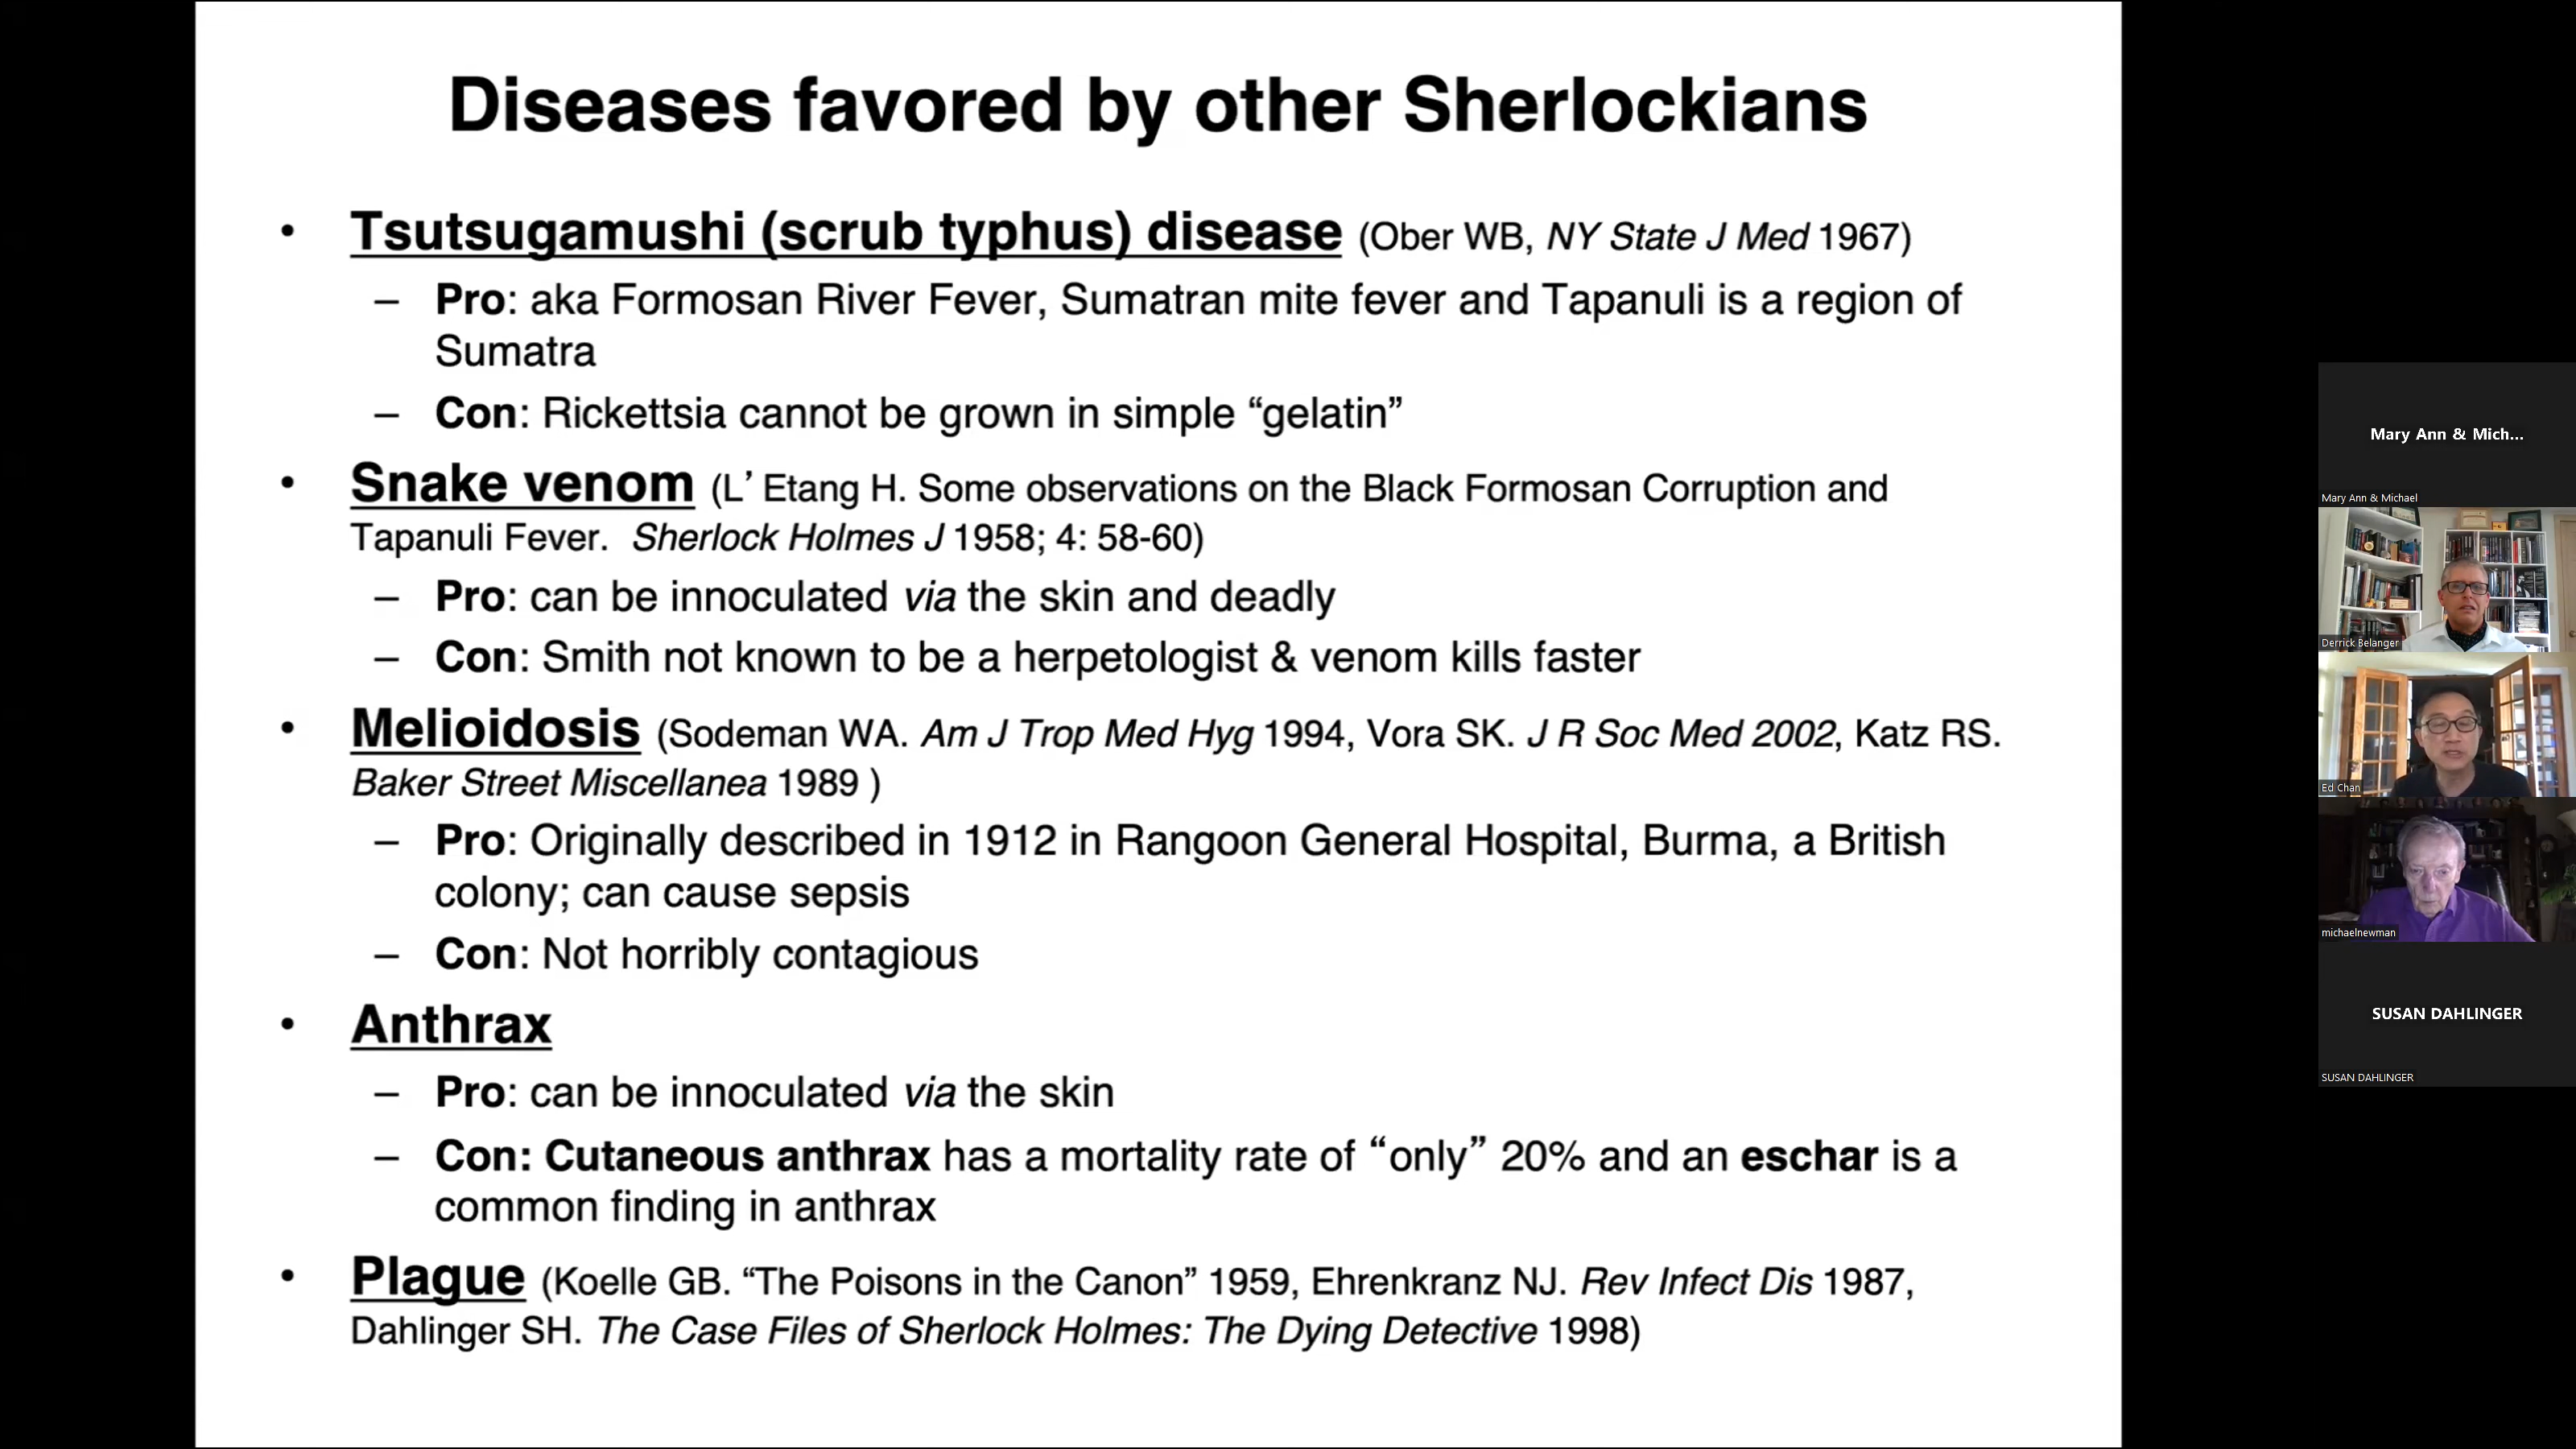 Diseases favored by other Sherlockians
• Tsutsugamushi (scrub typhus) disease (Ober WB, NY State J Med 1967)
– Pro: aka Formosan River Fever, Sumatran mite fever and Tapanuli is a region of
Sumatra
– Con: Rickettsia cannot be grown in simple “gelatin”
• Snake venom (L’ Etang H. Some observations on the Black Formosan Corruption and
Tapanuli Fever. Sherlock Holmes J 1958; 4: 58-60)
– Pro: can be innoculated via the skin and deadly
– Con: Smith not known to be a herpetologist & venom kills faster
• Melioidosis (Sodeman WA. Am J Trop Med Hyg 1994, Vora SK. J R Soc Med 2002, Katz RS.
Baker Street Miscellanea 1989 )
– Pro: Originally described in 1912 in Rangoon General Hospital, Burma, a British
colony; can cause sepsis
– Con: Not horribly contagious
• Anthrax
– Pro: can be innoculated via the skin
– Con: Cutaneous anthrax has a mortality rate of “only” 20% and an eschar is a
common finding in anthrax
• Plague (Koelle GB. “The Poisons in the Canon” 1959, Ehrenkranz NJ. Rev Infect Dis 1987,
Dahlinger SH. The Case Files of Sherlock Holmes: The Dying Detective 1998)
Mary Ann & Mich...
Mary Ann & Michael
Derrick Belanger
Ed Chan
michaelnewman
SUSAN DAHLINGER
SUSAN DAHLINGER